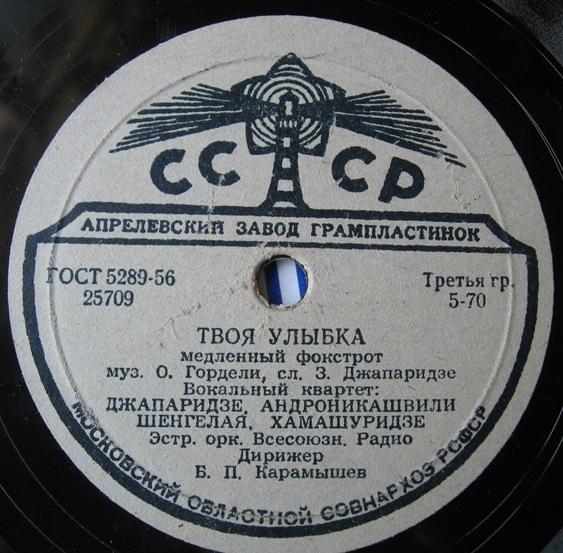 СССР
АПРЕЛЕВСКИЙ ЗАВОД ГРАМПЛАСТИНОК
ГОСТ 5289-56
25709
Третья гр.
5-70
ТВОЯ УЛЫБКА
медленный фокстрот
муз. О. Гордели, сл. З. Джапаридзе
Вокальный квартет:
ДЖАПАРИДЗЕ, АНДРОНИКАШВИЛИ
ШЕНГЕЛАЯ, ХАМАШУРИДЗЕ
Эстр. орк. Всесоюзн. Радио
Дирижер
Б. П. Карамышев
МОСКОВСКИЙ ОБЛАСТНОЙ СОВНАРХОЗ РСФСР